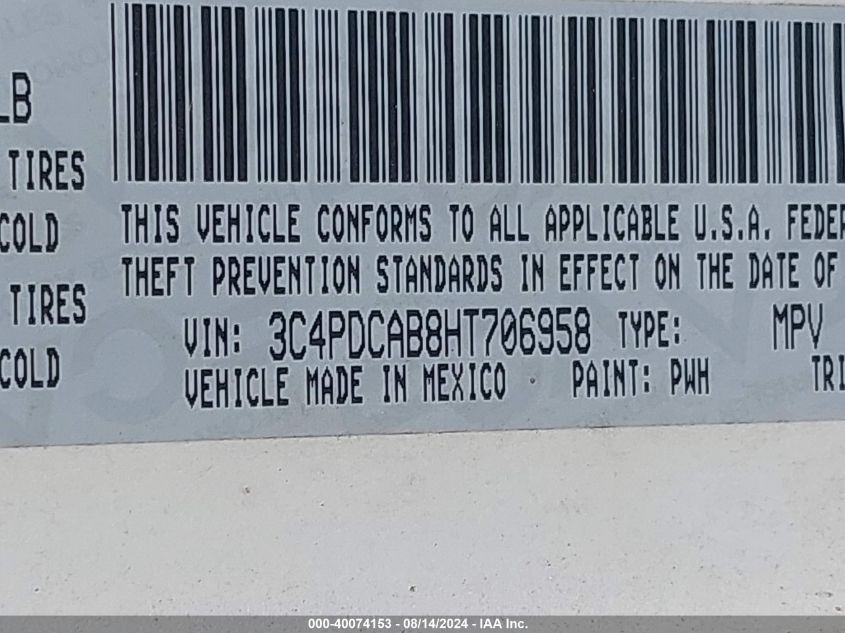 LB
TIRES
COLD
TIRES
COLD
THIS VEHICLE CONFORMS TO ALL APPLICABLE U.S.A. FEDER
THEFT PREVENTION STANDARDS IN EFFECT ON THE DATE OF
VIN: 3C4PDCAB8HT706958 TYPE: MPV
VEHICLE MADE IN MEXICO PAINT: PWH TRI
000-40074153 - 08/14/2024 - IAA Inc.